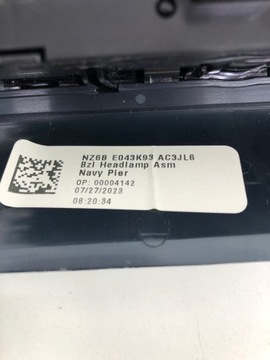 NZ6B E043K93 AC3JL6
Bzl Headlamp Asm
Navy Pier
OP: 00004142
07/27/2023
08:20:34